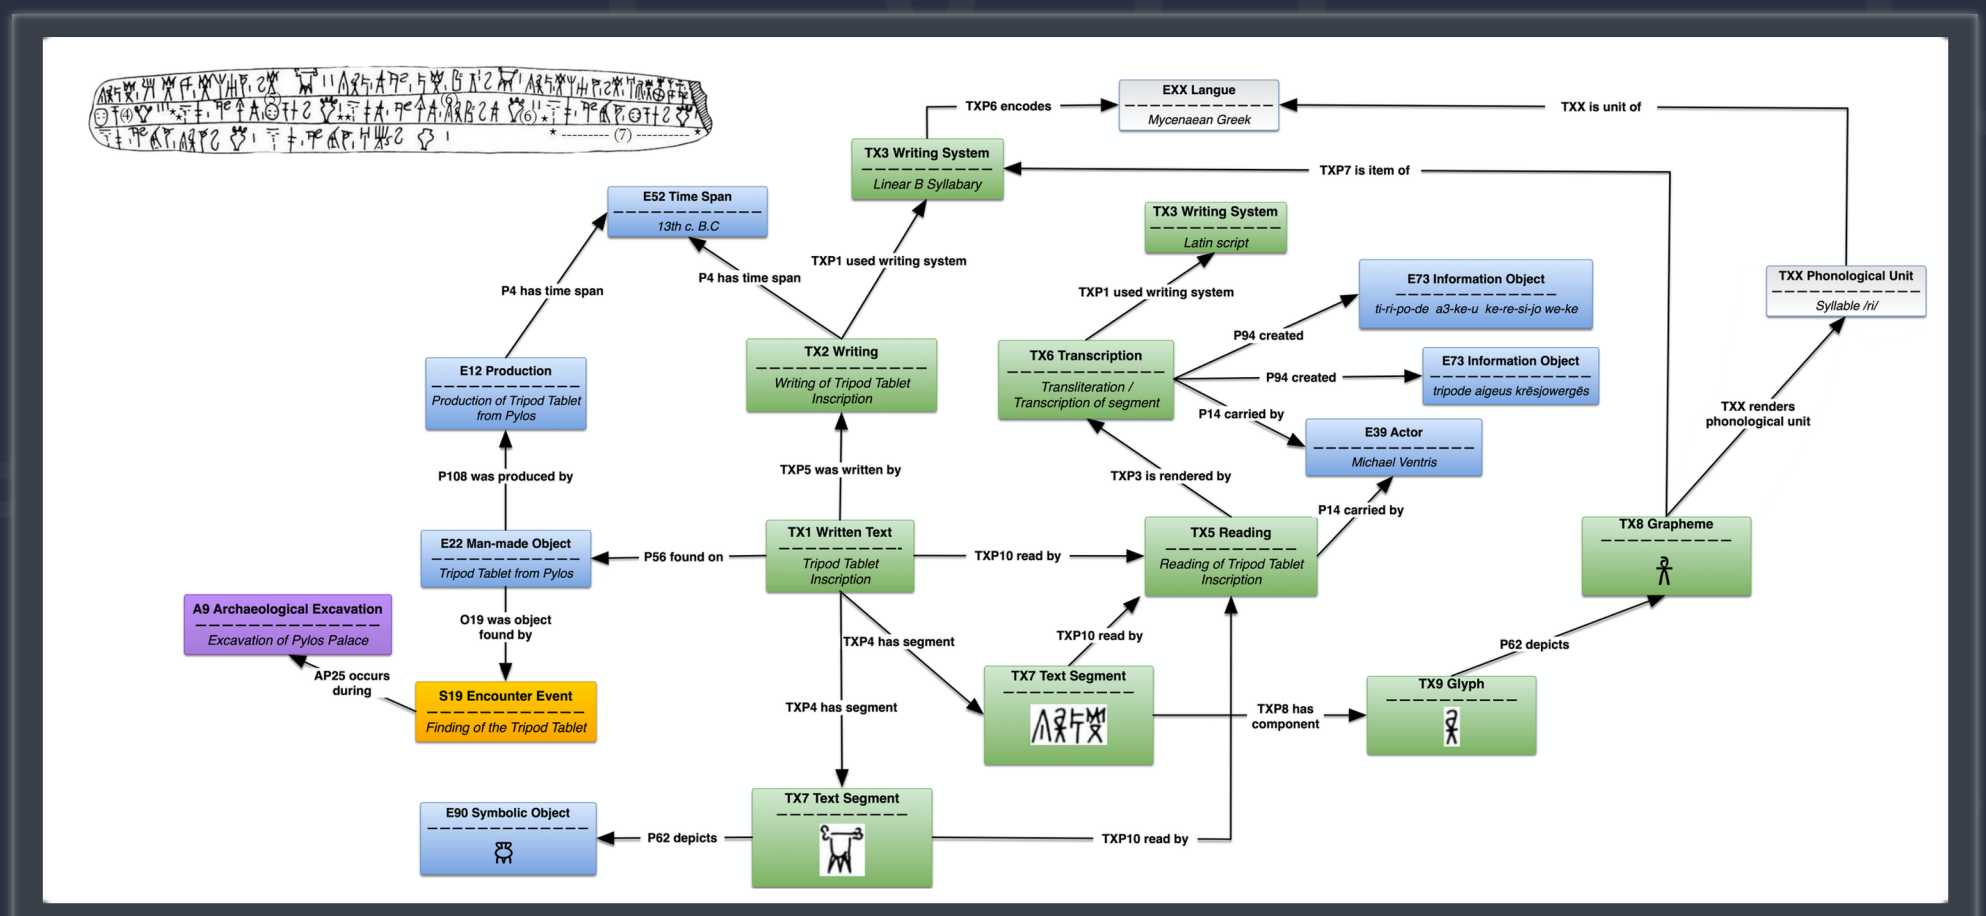 (4)
(5)
(6)
(7)
EXX Langue
Mycenaean Greek
TXP6 encodes
TXX is unit of
TX3 Writing System
Linear B Syllabary
TXP7 is item of
E52 Time Span
13th c. B.C
TX3 Writing System
Latin script
TXP1 used writing system
P4 has time span
P4 has time span
TXP1 used writing system
E73 Information Object
ti-ri-po-de a3-ke-u ke-re-si-jo we-ke
TXX Phonological Unit
Syllable /ri/
P94 created
TX2 Writing
Writing of Tripod Tablet
Inscription
TX6 Transcription
Transliteration /
Transcription of segment
E73 Information Object
tripode aigeus krēsjowergēs
P94 created
E12 Production
Production of Tripod Tablet
from Pylos
P14 carried by
E39 Actor
Michael Ventris
TXX renders
phonological unit
P108 was produced by
TXP5 was written by
TXP3 is rendered by
P14 carried by
E22 Man-made Object
Tripod Tablet from Pylos
P56 found on
TX1 Written Text
Tripod Tablet
Inscription
TXP10 read by
TX5 Reading
Reading of Tripod Tablet
Inscription
TX8 Grapheme
A9 Archaeological Excavation
Excavation of Pylos Palace
O19 was object
found by
TXP4 has segment
TXP10 read by
P62 depicts
AP25 occurs
during
S19 Encounter Event
Finding of the Tripod Tablet
TXP4 has segment
TX7 Text Segment
TXP8 has
component
TX9 Glyph
E90 Symbolic Object
P62 depicts
TX7 Text Segment
TXP10 read by